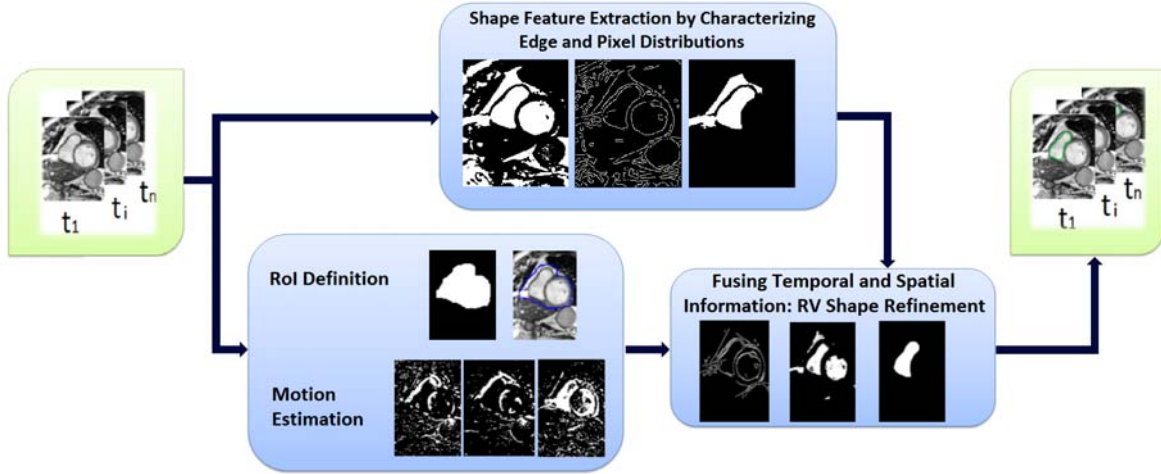 Shape Feature Extraction by Characterizing
Edge and Pixel Distributions
t1
ti
tn
RoI Definition
Motion
Estimation
Fusing Temporal and Spatial
Information: RV Shape Refinement
t1
ti
tn